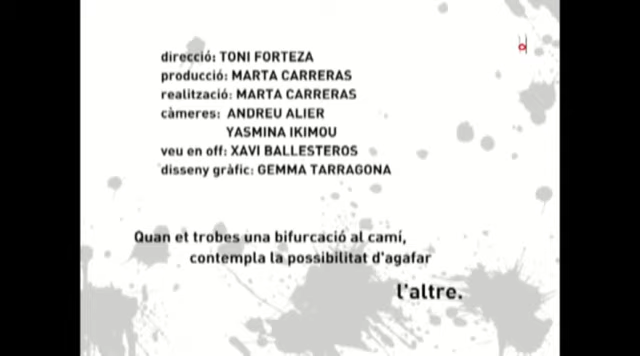 direcció: TONI FORTEZA
producció: MARTA CARRERAS
realització: MARTA CARRERAS
càmeres: ANDREU ALIER
YASMINA IKIMOU
veu en off: XAVI BALLESTEROS
disseny gràfic: GEMMA TARRAGONA
Quan et trobes una bifurcació al camí,
contempla la possibilitat d'agafar
l'altre.